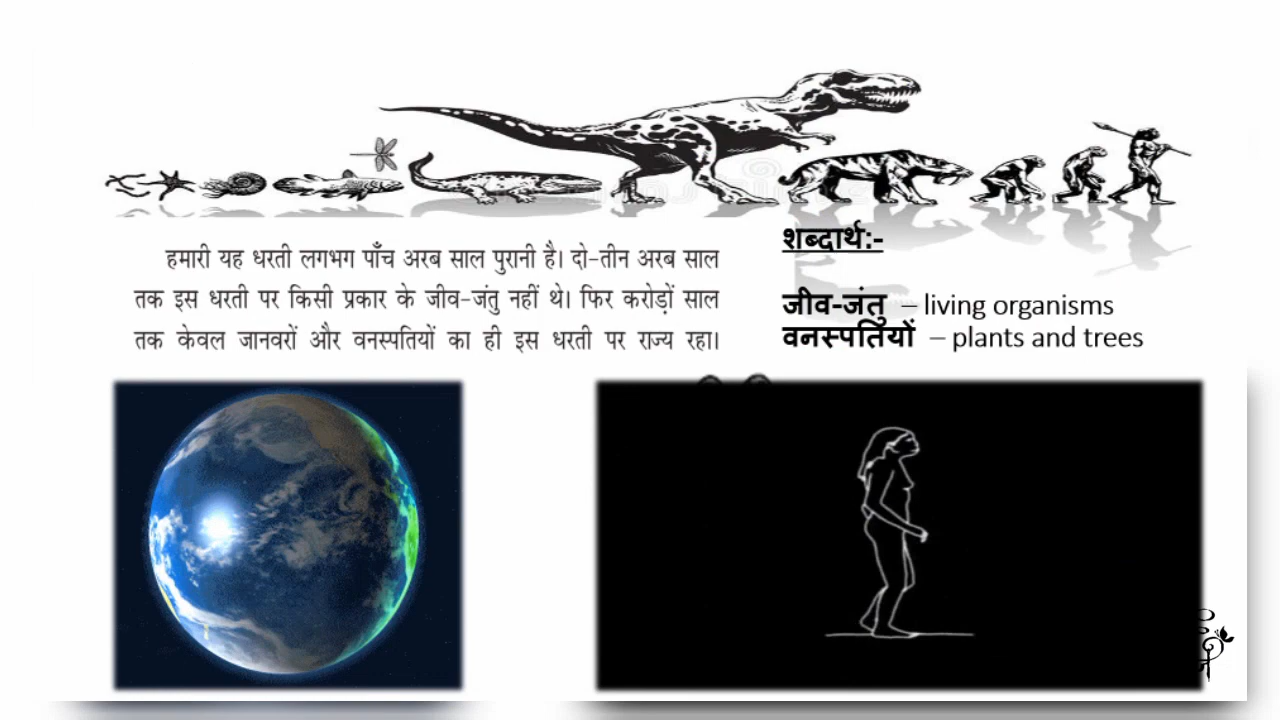 हमारी यह धरती लगभग पाँच अरब साल पुरानी है। दो-तीन अरब साल
तक इस धरती पर किसी प्रकार के जीव-जंतु नहीं थे। फिर करोड़ों साल
तक केवल जानवरों और वनस्पतियों का ही इस धरती पर राज्य रहा।
शब्दार्थ:-
जीव-जंतु – living organisms
वनस्पतियों – plants and trees